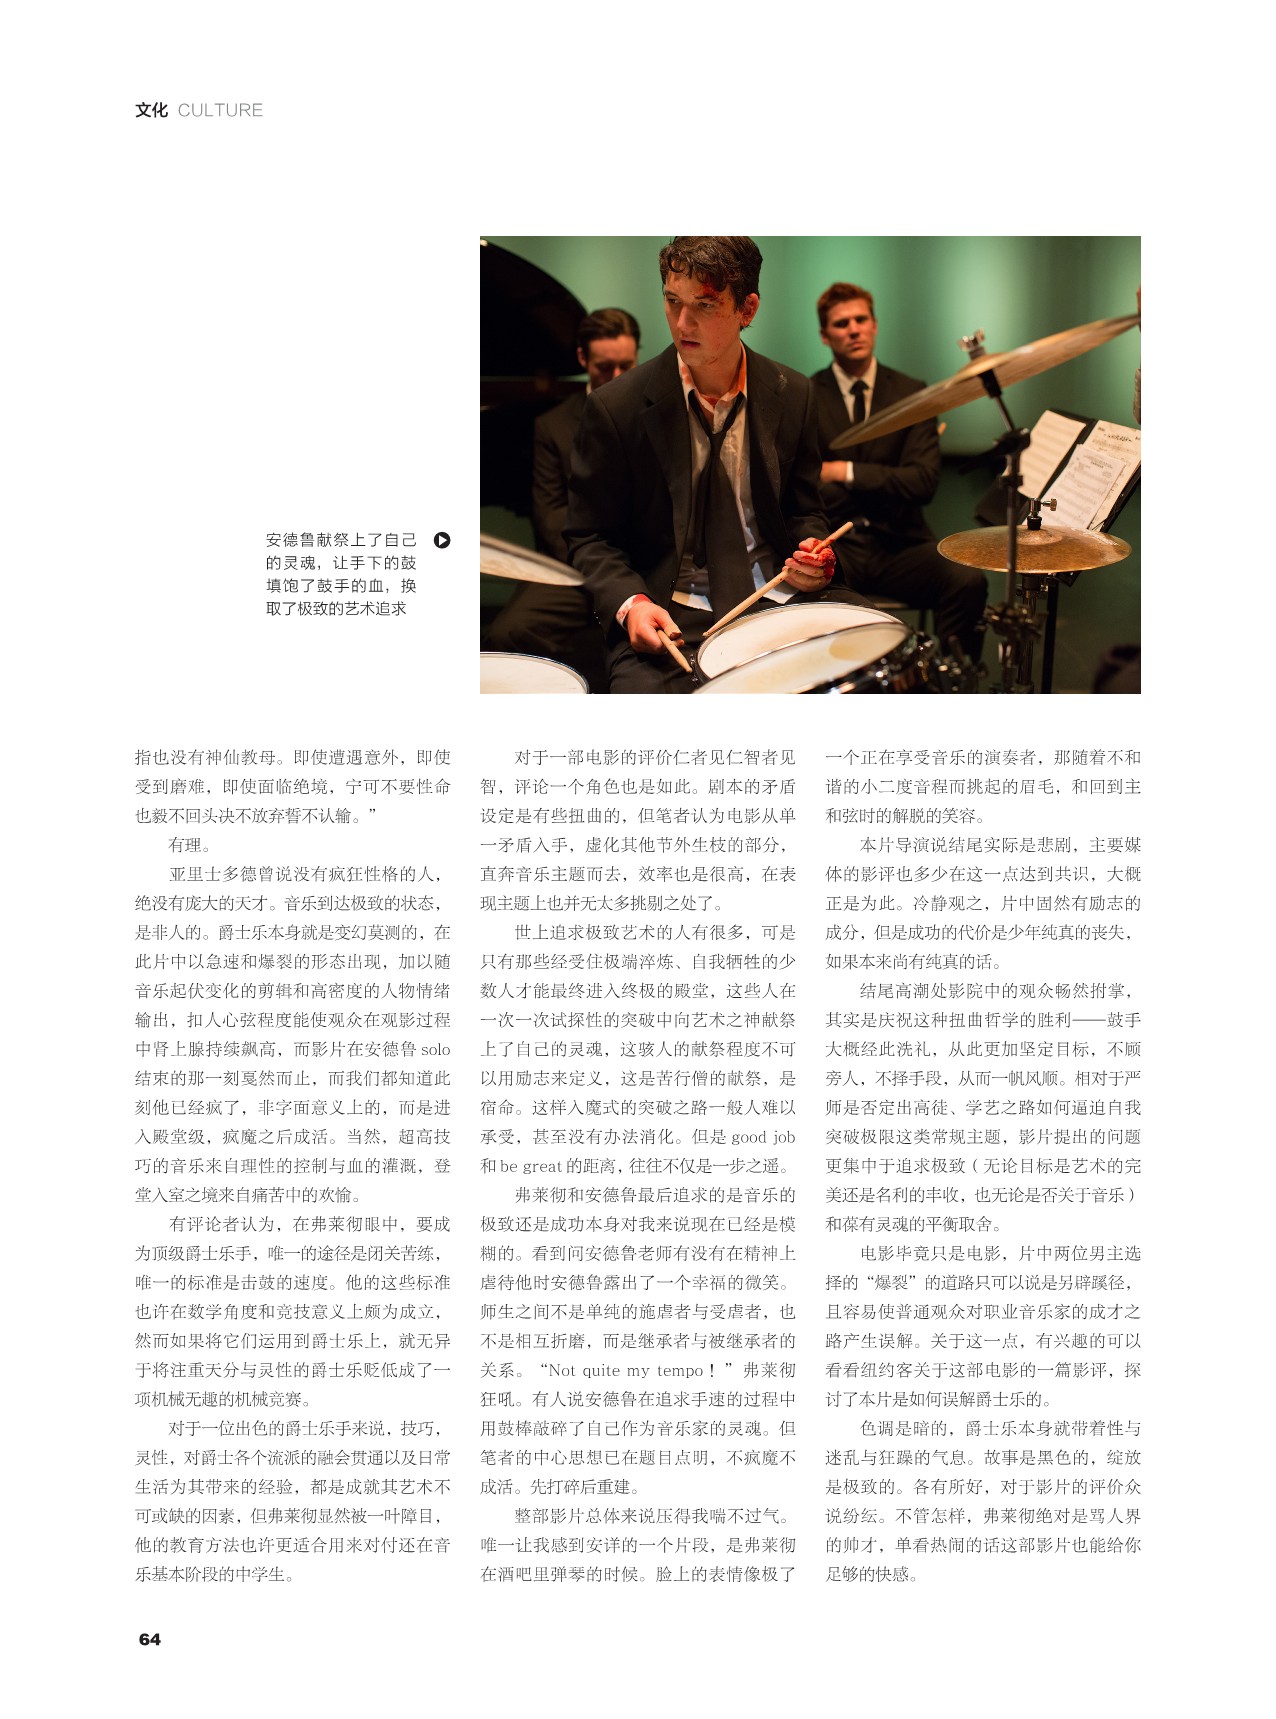 文化 CULTURE
安德鲁献祭上了自己
的灵魂，让手下的鼓
填饱了鼓手的血，换
取了极致的艺术追求
指也没有神仙教母。即使遭遇意外，即使
受到磨难，即使面临绝境，宁可不要性命
也毅不回头决不放弃誓不认输。”
有理。
亚里士多德曾说没有疯狂性格的人，
绝没有庞大的天才。音乐到达极致的状态，
是非人的。爵士乐本身就是变幻莫测的，在
此片中以急速和爆裂的形态出现，加以随
音乐起伏变化的剪辑和高密度的人物情绪
输出，扣人心弦程度能使观众在观影过程
中肾上腺持续飙高，而影片在安德鲁 solo
结束的那一刻戛然而止，而我们都知道此
刻他已经疯了，非字面意义上的，而是进
入殿堂级，疯魔之后成活。当然，超高技
巧的音乐来自理性的控制与血的灌溉，登
堂入室之境来自痛苦中的欢愉。
有评论者认为，在弗莱彻眼中，要成
为顶级爵士乐手，唯一的途径是闭关苦练，
唯一的标准是击鼓的速度。他的这些标准
也许在数学角度和竞技意义上颇为成立，
然而如果将它们运用到爵士乐上，就无异
于将注重天分与灵性的爵士乐贬低成了一
项机械无趣的机械竞赛。
对于一位出色的爵士乐手来说，技巧，
灵性，对爵士各个流派的融会贯通以及日常
生活为其带来的经验，都是成就其艺术不
可或缺的因素，但弗莱彻显然被一叶障目，
他的教育方法也许更适合用来对付还在音
乐基本阶段的中学生。
对于一部电影的评价仁者见仁智者见
智，评论一个角色也是如此。剧本的矛盾
设定是有些扭曲的，但笔者认为电影从单
一矛盾入手，虚化其他节外生枝的部分，
直奔音乐主题而去，效率也是很高，在表
现主题上也并无太多挑剔之处了。
世上追求极致艺术的人有很多，可是
只有那些经受住极端淬炼、自我牺牲的少
数人才能最终进入终极的殿堂，这些人在
一次一次试探性的突破中向艺术之神献祭
上了自己的灵魂，这骇人的献祭程度不可
以用励志来定义，这是苦行僧的献祭，是
宿命。这样入魔式的突破之路一般人难以
承受，甚至没有办法消化。但是 good job
和 be great 的距离，往往不仅是一步之遥。
弗莱彻和安德鲁最后追求的是音乐的
极致还是成功本身对我来说现在已经是模
糊的。看到问安德鲁老师有没有在精神上
虐待他时安德鲁露出了一个幸福的微笑。
师生之间不是单纯的施虐者与受虐者，也
不是相互折磨，而是继承者与被继承者的
关系。“Not quite my tempo！”弗莱彻
狂吼。有人说安德鲁在追求手速的过程中
用鼓棒敲碎了自己作为音乐家的灵魂。但
笔者的中心思想已在题目点明，不疯魔不
成活。先打碎后重建。
整部影片总体来说压得我喘不过气。
唯一让我感到安详的一个片段，是弗莱彻
在酒吧里弹琴的时候。脸上的表情像极了
一个正在享受音乐的演奏者，那随着不和
谐的小二度音程而挑起的眉毛，和回到主
和弦时的解脱的笑容。
本片导演说结尾实际是悲剧，主要媒
体的影评也多少在这一点达到共识，大概
正是为此。冷静观之，片中固然有励志的
成分，但是成功的代价是少年纯真的丧失，
如果本来尚有纯真的话。
结尾高潮处影院中的观众畅然拊掌，
其实是庆祝这种扭曲哲学的胜利——鼓手
大概经此洗礼，从此更加坚定目标，不顾
旁人，不择手段，从而一帆风顺。相对于严
师是否定出高徒、学艺之路如何逼迫自我
突破极限这类常规主题，影片提出的问题
更集中于追求极致（无论目标是艺术的完
美还是名利的丰收，也无论是否关于音乐）
和葆有灵魂的平衡取舍。
电影毕竟只是电影，片中两位男主选
择的“爆裂”的道路只可以说是另辟蹊径，
且容易使普通观众对职业音乐家的成才之
路产生误解。关于这一点，有兴趣的可以
看看纽约客关于这部电影的一篇影评，探
讨了本片是如何误解爵士乐的。
色调是暗的，爵士乐本身就带着性与
迷乱与狂躁的气息。故事是黑色的，绽放
是极致的。各有所好，对于影片的评价众
说纷纭。不管怎样，弗莱彻绝对是骂人界
的帅才，单看热闹的话这部影片也能给你
足够的快感。
64